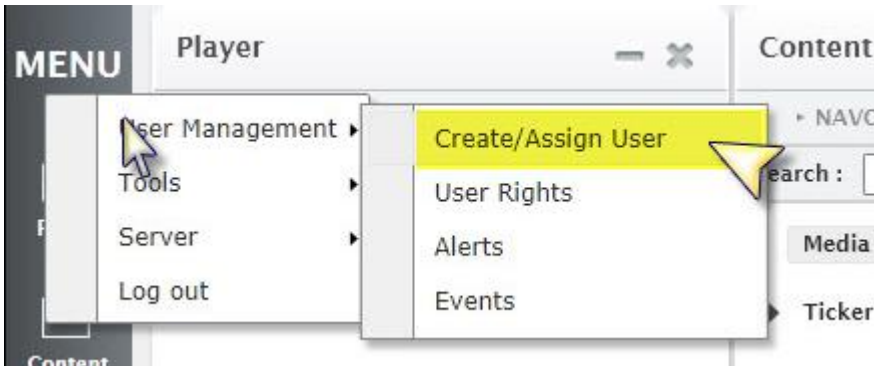 MENU
Player
Content
User Management
Create/Assign User
NAVO
Tools
User Rights
earch :
Server
Alerts
Media
Log out
Events
Ticker
Content